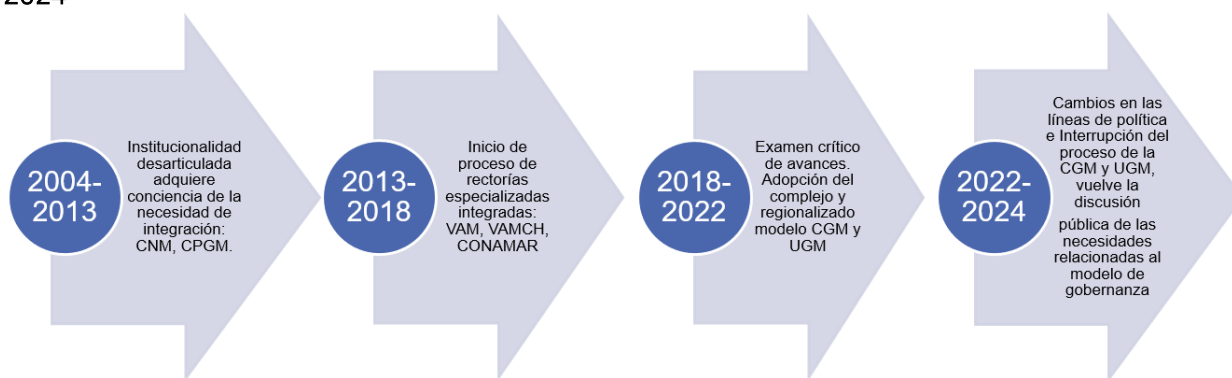 2004-
2013
Institucionalidad
desarticulada
adquiere
conciencia de la
necesidad de
integración:
CNM, CPGM.
2013-
2018
Inicio de
proceso de
rectorías
especializadas
integradas:
VAM, VAMCH,
CONAMAR
2018-
2022
Examen crítico
de avances.
Adopción del
complejo y
regionalizado
modelo CGM y
UGM
2022-
2024
Cambios en las
líneas de política
e Interrupción del
proceso de la
CGM y UGM,
vuelve la
discusión
pública de las
necesidades
relacionadas al
modelo de
gobernanza